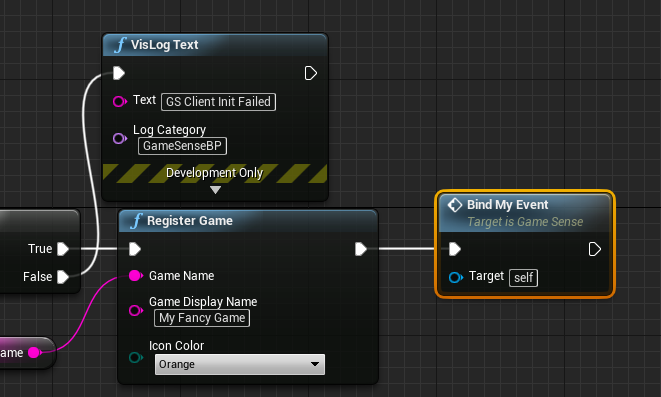 VisLog Text
Text GS Client Init Failed
Log Category
GameSenseBP
Development Only
True
False
ame
Register Game
Game Name
Game Display Name
My Fancy Game
Icon Color
Orange
Bind My Event
Target is Game Sense
Target self